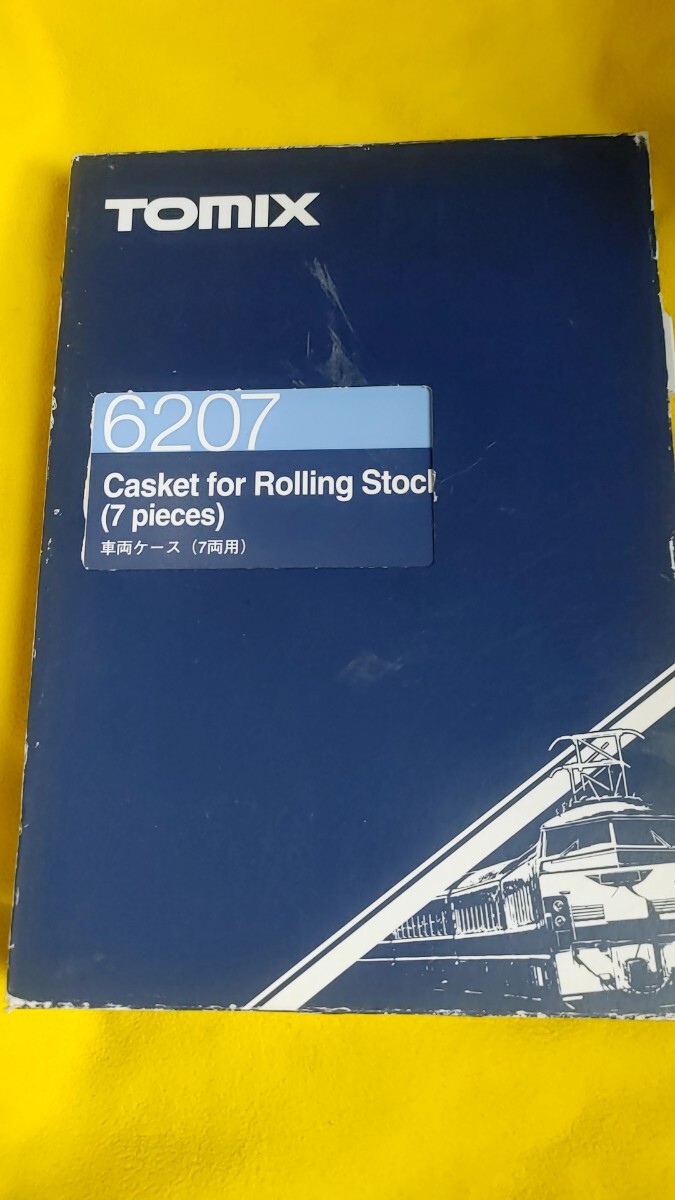 TOMIX
6207
Casket for Rolling Stock
(7 pieces)
車両ケース（7両用）